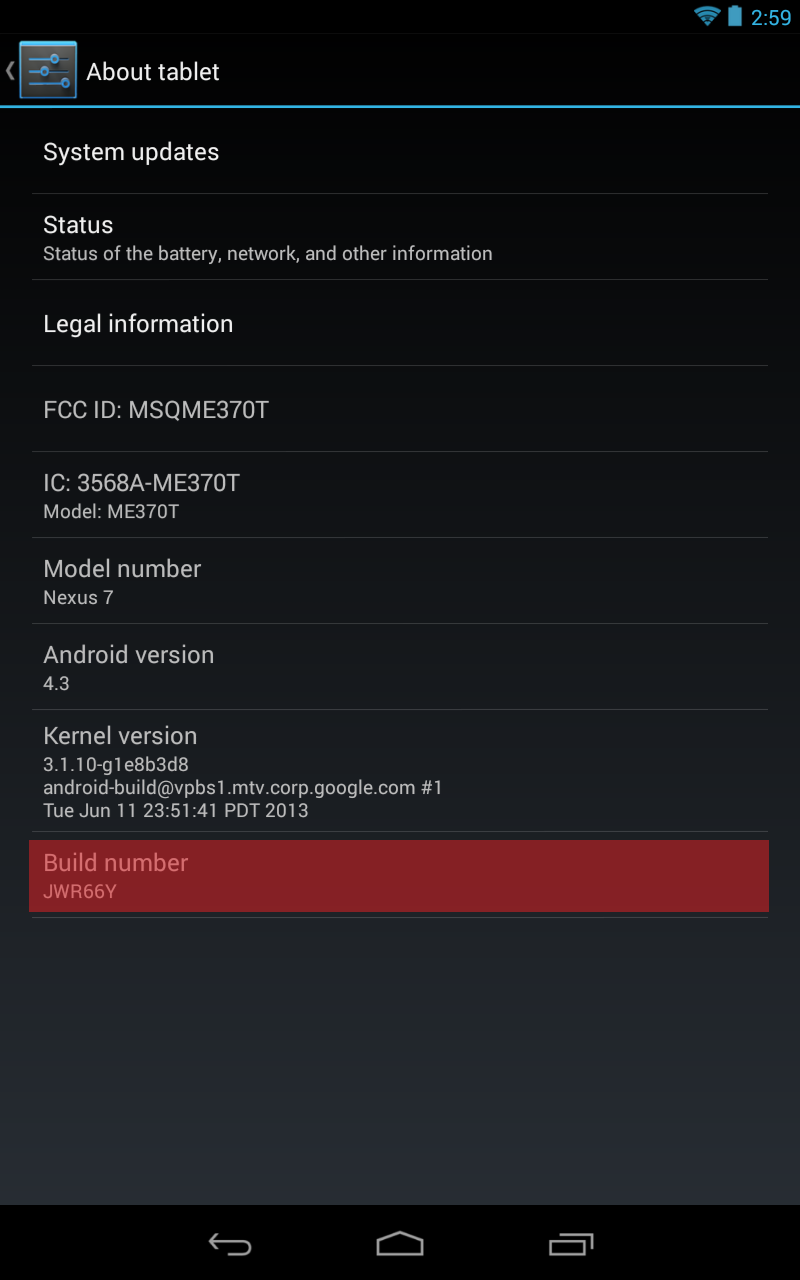 2:59
About tablet
System updates
Status
Status of the battery, network, and other information
Legal information
FCC ID: MSQME370T
IC: 3568A-ME370T
Model: ME370T
Model number
Nexus 7
Android version
4.3
Kernel version
3.1.10-g1e8b3d8
android-build@vpbs1.mtv.corp.google.com #1
Tue Jun 11 23:51:41 PDT 2013
Build number
JWR66Y